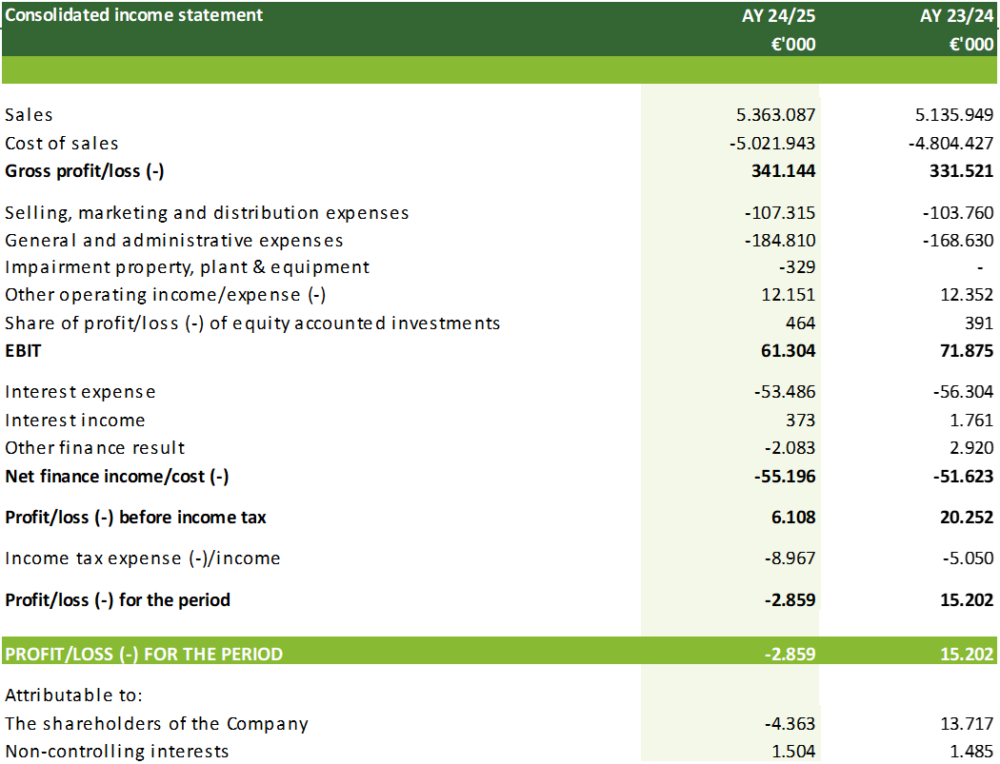 Consolidated income statement AY 24/25 AY 23/24
€'000 €'000
Sales 5.363.087 5.135.949
Cost of sales -5.021.943 -4.804.427
Gross profit/loss (-) 341.144 331.521
Selling, marketing and distribution expenses -107.315 -103.760
General and administrative expenses -184.810 -168.630
Impairment property, plant & equipment -329 -
Other operating income/expense (-) 12.151 12.352
Share of profit/loss (-) of equity accounted investments 464 391
EBIT 61.304 71.875
Interest expense -53.486 -56.304
Interest income 373 1.761
Other finance result -2.083 2.920
Net finance income/cost (-) -55.196 -51.623
Profit/loss (-) before income tax 6.108 20.252
Income tax expense (-)/income -8.967 -5.050
Profit/loss (-) for the period -2.859 15.202
PROFIT/LOSS (-) FOR THE PERIOD -2.859 15.202
Attributable to:
The shareholders of the Company -4.363 13.717
Non-controlling interests 1.504 1.485